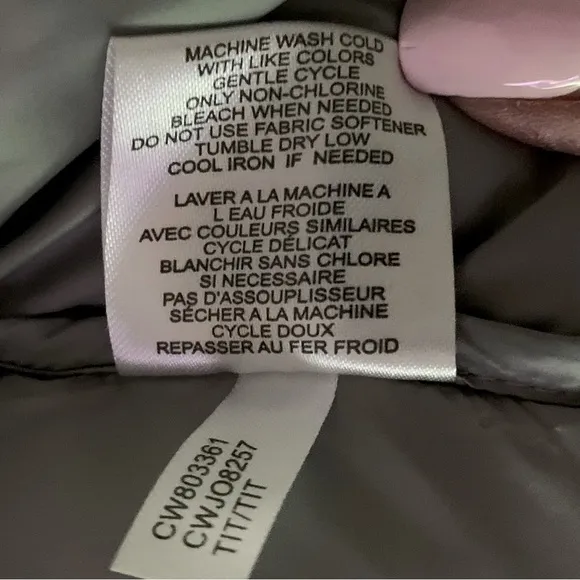 MACHINE WASH COLD
WITH LIKE COLORS
GENTLE CYCLE
ONLY NON-CHLORINE
BLEACH WHEN NEEDED
DO NOT USE FABRIC SOFTENER
TUMBLE DRY LOW
COOL IRON IF NEEDED
LAVER A LA MACHINE A
L EAU FROIDE
AVEC COULEURS SIMILAIRES
CYCLE DÉLICAT
BLANCHIR SANS CHLORE
SI NECESSAIRE
PAS D'ASSOUPLISSEUR
SÉCHER A LA MACHINE
CYCLE DOUX
REPASSER AU FER FROID
CW803361
CWJO8257
TIT/TIT